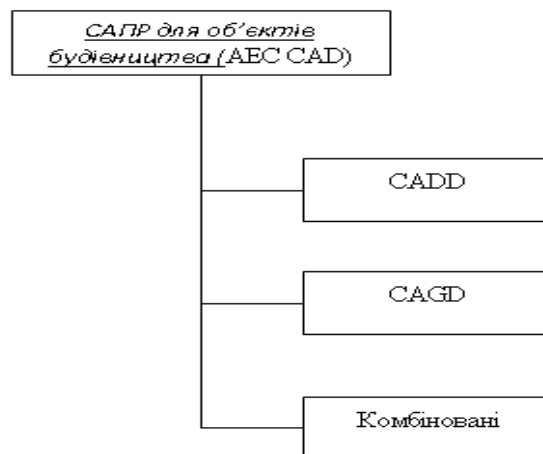 САПР для об’єктів
будівництва (AEC CAD)
CADD
CAGD
Комбіновані